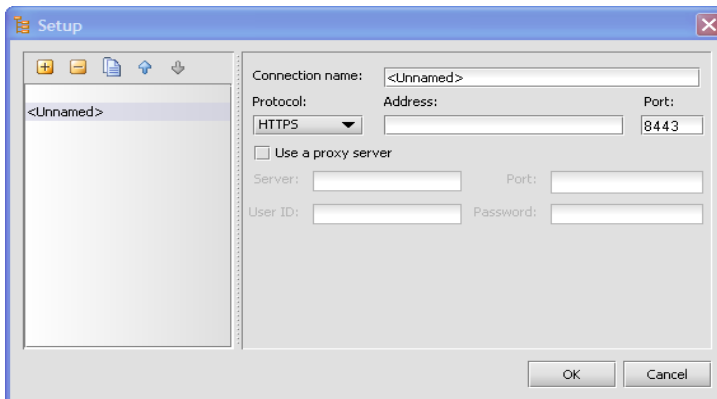 Setup
<Unnamed>
Connection name: <Unnamed>
Protocol: Address: Port:
HTTPS 8443
Use a proxy server
Server: Port:
User ID: Password:
OK Cancel